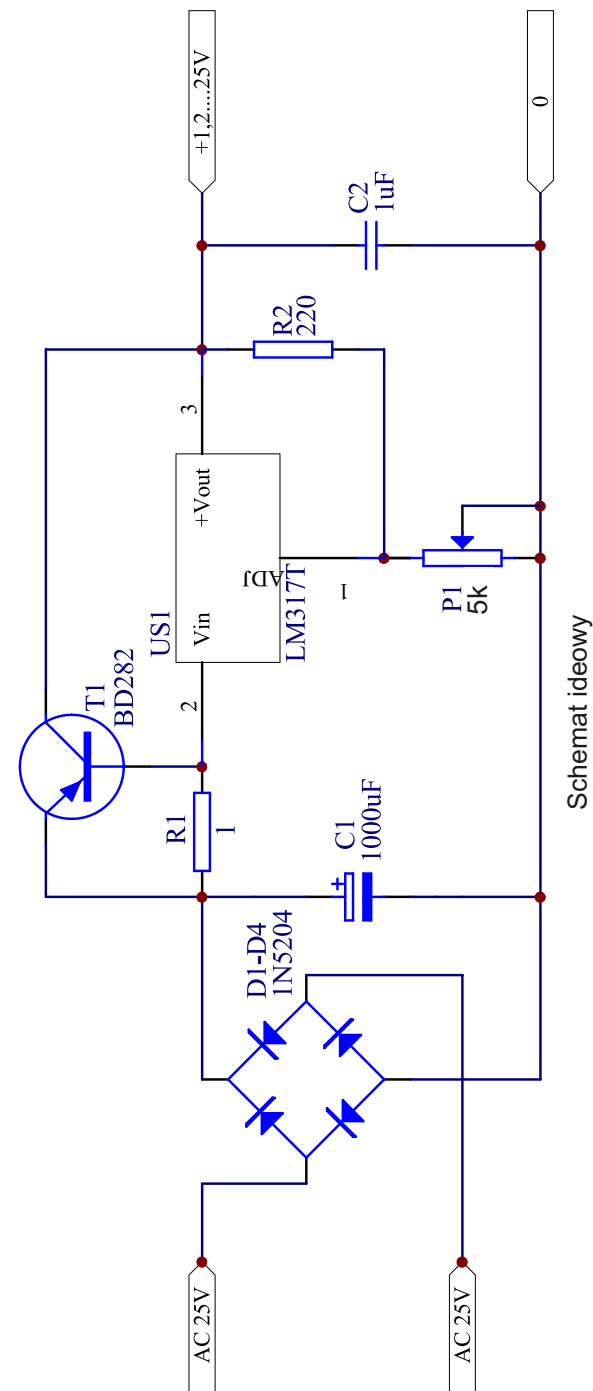 AC 25V
AC 25V
D1-D4
1N5204
C1
1000uF
R1
1
T1
BD282
US1
2
Vin
+Vout
3
ADJ
LM317T
1
P1
5k
R2
220
C2
1uF
+1,2....25V
0
Schemat ideowy